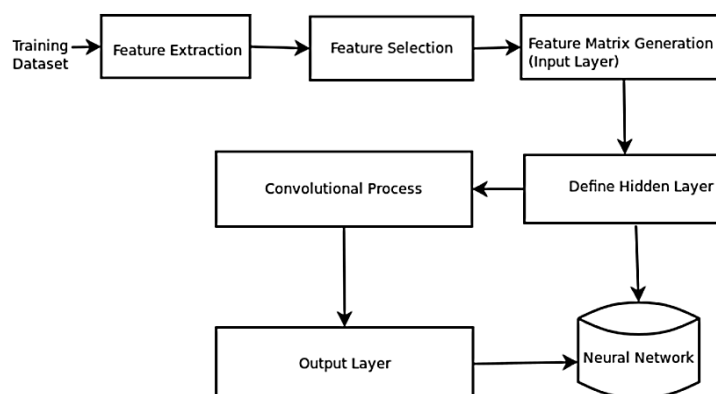 Training
Dataset
Feature Extraction
Feature Selection
Feature Matrix Generation
(Input Layer)
Convolutional Process
Define Hidden Layer
Output Layer
Neural Network